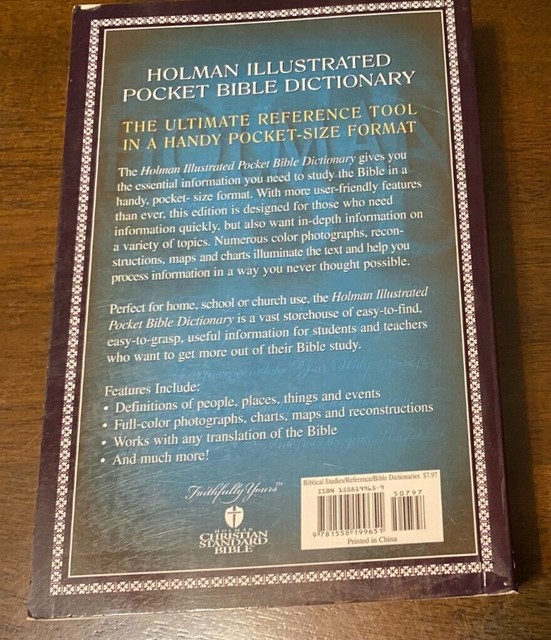 HOLMAN ILLUSTRATED
POCKET BIBLE DICTIONARY
THE ULTIMATE REFERENCE TOOL
IN A HANDY POCKET-SIZE FORMAT
The Holman Illustrated Pocket Bible Dictionary gives you
the essential information you need to study the Bible in a
handy, pocket- size format. With more user-friendly features
than ever, this edition is designed for those who need
information quickly, but also want in-depth information on
a variety of topics. Numerous color photographs, recon-
structions, maps and charts illuminate the text and help you
process information in a way you never thought possible.
Perfect for home, school or church use, the Holman Illustrated
Pocket Bible Dictionary is a vast storehouse of easy-to-find,
easy-to-grasp, useful information for students and teachers
who want to get more out of their Bible study.
Features Include:
• Definitions of people, places, things and events
• Full-color photographs, charts, maps and reconstructions
• Works with any translation of the Bible
• And much more!
Faithfully Yours™
HOLMAN
CHRISTIAN
STANDARD
BIBLE
Biblical Studies/Reference/Bible Dictionaries $7.97
ISBN 155819965-9
50797
9781558199651
Printed in China